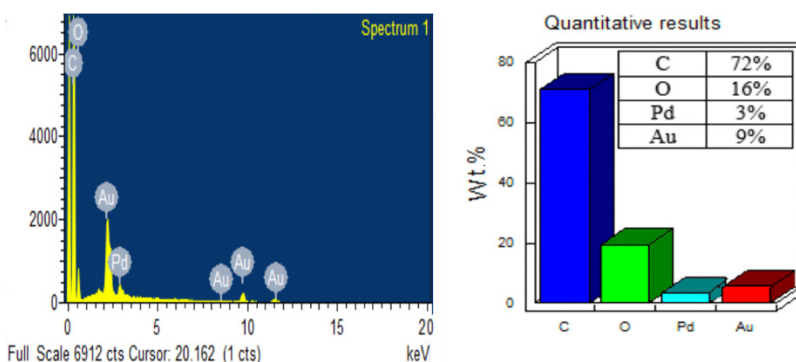 Spectrum 1
6000
4000
2000
0
O
C
Au
Pd
Au
Au
Au
0 5 10 15 20
Full Scale 6912 cts Cursor: 20.162 (1 cts) keV
Quantitative results
Wt.%
80
60
40
20
0
C 72%
O 16%
Pd 3%
Au 9%
C O Pd Au